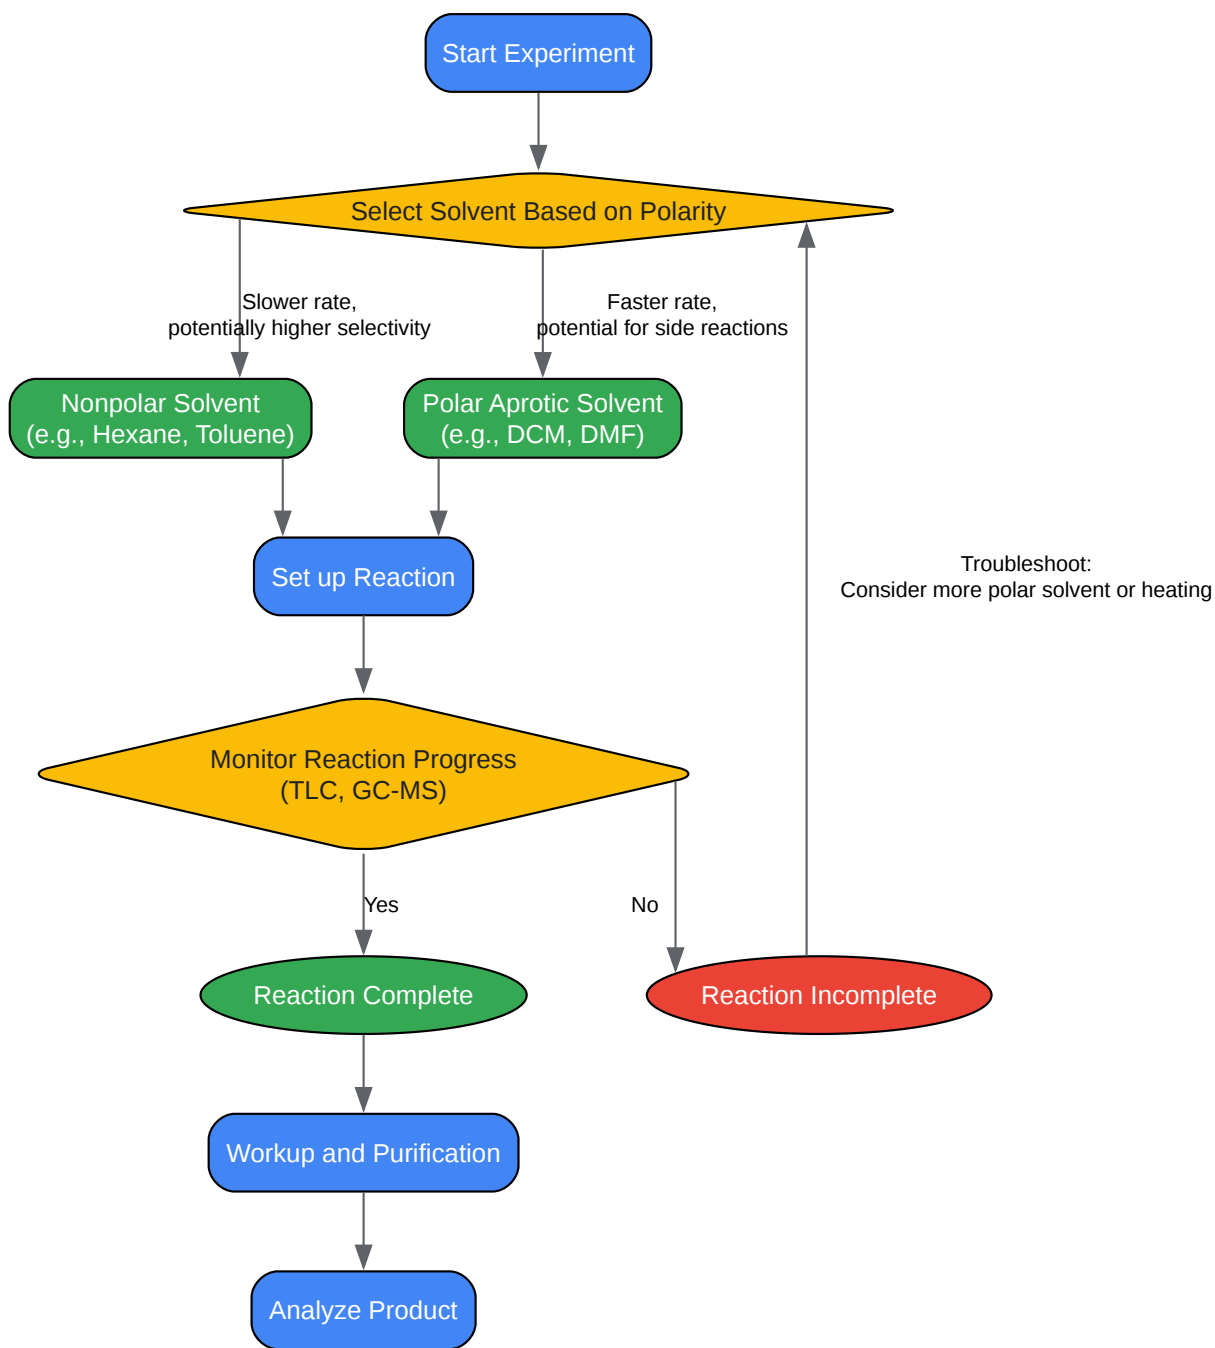 Start Experiment
Select Solvent Based on Polarity
Slower rate,
potentially higher selectivity
Faster rate,
potential for side reactions
Nonpolar Solvent
(e.g., Hexane, Toluene)
Polar Aprotic Solvent
(e.g., DCM, DMF)
Set up Reaction
Troubleshoot:
Consider more polar solvent or heating
Monitor Reaction Progress
(TLC, GC-MS)
Yes
No
Reaction Complete
Reaction Incomplete
Workup and Purification
Analyze Product